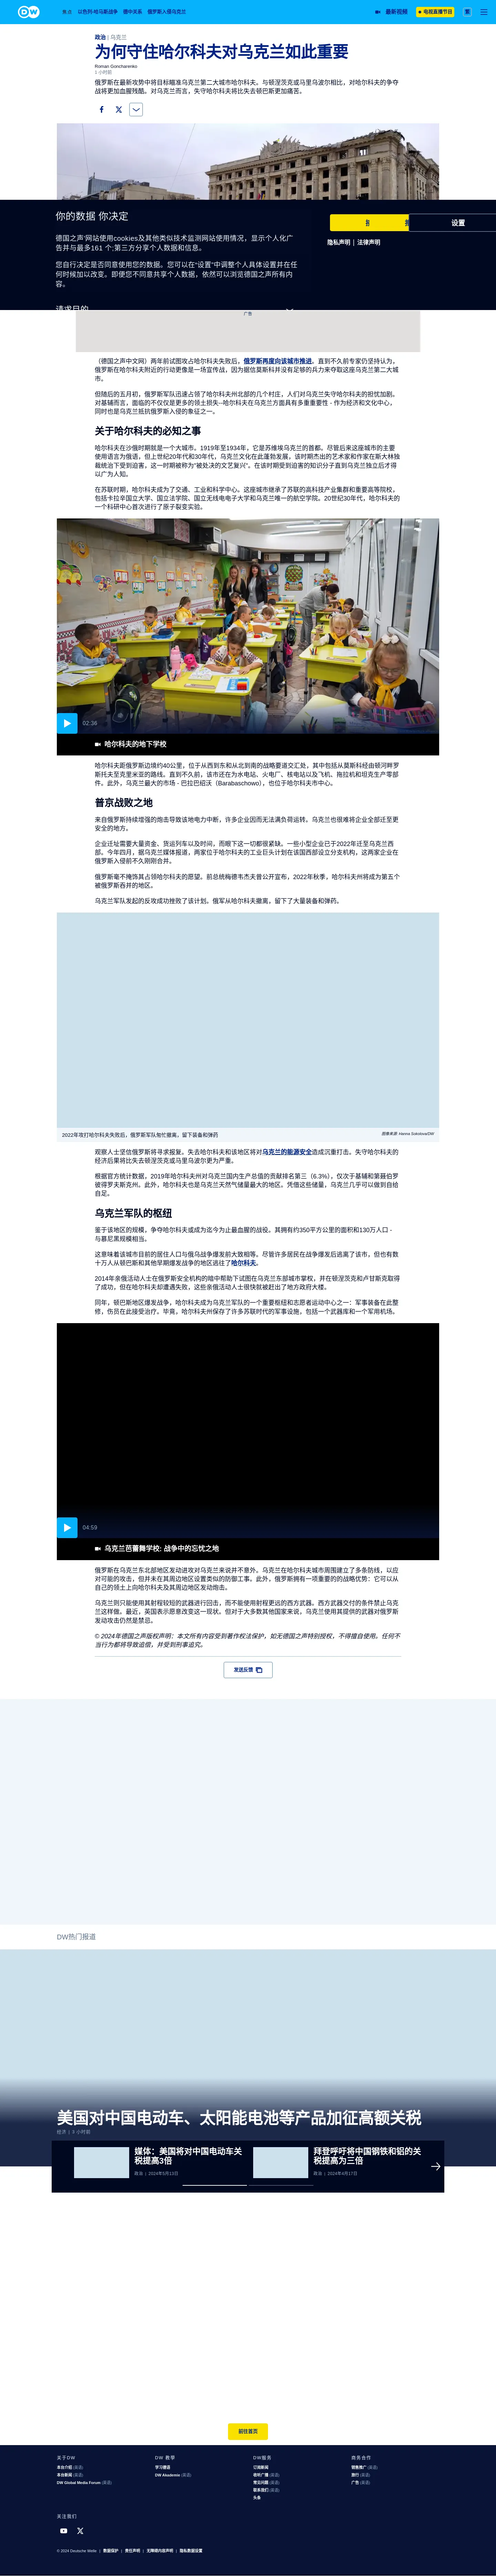 DW
焦点
以色列-哈马斯战争
德中关系
俄罗斯入侵乌克兰
最新视频
电视直播节目
政治 | 乌克兰
为何守住哈尔科夫对乌克兰如此重要
Roman Goncharenko
1 小时前
俄罗斯在最新攻势中将目标瞄准乌克兰第二大城市哈尔科夫。与顿涅茨克或马里乌波尔相比，对哈尔科夫的争夺
战将更加血腥残酷。对乌克兰而言，失守哈尔科夫将比失去顿巴斯更加痛苦。
你的数据 你决定
德国之声'网站使用cookies及其他类似技术监测网站使用情况，显示个人化广
告并与最多161 个;第三方分享个人数据和信息。
您自行决定是否同意使用您的数据。您可以在“设置”中调整个人具体设置并在任
何时候加以改变。即便您不同意共享个人数据，依然可以浏览德国之声所有内
容。
设置
隐私声明 | 法律声明
广告
（德国之声中文网）两年前试图攻占哈尔科夫失败后，俄罗斯再度向该城市推进。直到不久前专家仍坚持认为，
俄罗斯在哈尔科夫附近的行动更像是一场宣传战，因为据信莫斯科并没有足够的兵力来夺取这座乌克兰第二大城
市。
但随后的五月初，俄罗斯军队迅速占领了哈尔科夫州北部的几个村庄，人们对乌克兰失守哈尔科夫的担忧加剧。
对基辅而言，面临的不仅仅是更多的领土损失--哈尔科夫在乌克兰方面具有多重重要性 - 作为经济和文化中心，
同时也是乌克兰抵抗俄罗斯入侵的象征之一。
关于哈尔科夫的必知之事
哈尔科夫在沙俄时期就是一个大城市。1919年至1934年，它是苏维埃乌克兰的首都。尽管后来这座城市的主要
使用语言为俄语，但上世纪20年代和30年代，乌克兰文化在此蓬勃发展，该时期杰出的艺术家和作家在斯大林独
裁统治下受到迫害，这一时期被称为“被处决的文艺复兴”。在该时期受到迫害的知识分子直到乌克兰独立后才得
以广为人知。
在苏联时期，哈尔科夫成为了交通、工业和科学中心。这座城市继承了苏联的高科技产业集群和重要高等院校，
包括卡拉辛国立大学、国立法学院、国立无线电电子大学和乌克兰唯一的航空学院。20世纪30年代，哈尔科夫的
一个科研中心首次进行了原子裂变实验。
02:36
哈尔科夫的地下学校
哈尔科夫距俄罗斯边境约40公里，位于从西到东和从北到南的战略要道交汇处，其中包括从莫斯科经由顿河畔罗
斯托夫至克里米亚的路线。直到不久前，该市还在为水电站、火电厂、核电站以及飞机、拖拉机和坦克生产零部
件。此外，乌克兰最大的市场 - 巴拉巴绍沃（Barabaschowo），也位于哈尔科夫市中心。
普京战败之地
来自俄罗斯持续增强的炮击导致该地电力中断，许多企业因而无法满负荷运转。乌克兰也很难将企业全部迁至更
安全的地方。
企业迁址需要大量资金、货运列车以及时间，而眼下这一切都很紧缺。一些小型企业已于2022年迁至乌克兰西
部。今年四月，据乌克兰媒体报道，两家位于哈尔科夫的工业巨头计划在该国西部设立分支机构，这两家企业在
俄罗斯入侵前不久刚刚合并。
俄罗斯毫不掩饰其占领哈尔科夫的愿望。前总统梅德韦杰夫曾公开宣布，2022年秋季，哈尔科夫州将成为第五个
被俄罗斯吞并的地区。
乌克兰军队发起的反攻成功挫败了该计划。俄军从哈尔科夫撤离，留下了大量装备和弹药。
2022年攻打哈尔科夫失败后，俄罗斯军队匆忙撤离，留下装备和弹药
图像来源: Hanna Sokolova/DW
观察人士坚信俄罗斯将寻求报复。失去哈尔科夫和该地区将对乌克兰的能源安全造成沉重打击。失守哈尔科夫的
经济后果将比失去顿涅茨克或马里乌波尔更为严重。
根据官方统计数据，2019年哈尔科夫州对乌克兰国内生产总值的贡献排名第三（6.3%)，仅次于基辅和第聂伯罗
彼得罗夫斯克州。此外，哈尔科夫也是乌克兰天然气储量最大的地区。凭借这些储量，乌克兰几乎可以做到自给
自足。
乌克兰军队的枢纽
鉴于该地区的规模，争夺哈尔科夫或成为迄今为止最血腥的战役。其拥有约350平方公里的面积和130万人口 -
与慕尼黑规模相当。
这意味着该城市目前的居住人口与俄乌战争爆发前大致相等。尽管许多居民在战争爆发后逃离了该市，但也有数
十万人从顿巴斯和其他早期爆发战争的地区逃往了哈尔科夫。
2014年亲俄活动人士在俄罗斯安全机构的暗中帮助下试图在乌克兰东部城市掌权，并在顿涅茨克和卢甘斯克取得
了成功，但在哈尔科夫却遭遇失败，这些亲俄活动人士很快就被赶出了地方政府大楼。
同年，顿巴斯地区爆发战争，哈尔科夫成为乌克兰军队的一个重要枢纽和志愿者运动中心之一：军事装备在此整
修，伤员在此接受治疗。毕竟，哈尔科夫州保存了许多苏联时代的军事设施，包括一个武器库和一个军用机场。
04:59
乌克兰芭蕾舞学校: 战争中的忘忧之地
俄罗斯在乌克兰东北部地区发动进攻对乌克兰来说并不意外。乌克兰在哈尔科夫城市周围建立了多条防线，以应
对可能的攻击，但并未在其周边地区设置类似的防御工事。此外，俄罗斯拥有一项重要的的战略优势：它可以从
自己的领土上向哈尔科夫及其周边地区发动炮击。
乌克兰则只能使用其射程较短的武器进行回击，而不能使用射程更远的西方武器。西方武器交付的条件禁止乌克
兰这样做。最近，英国表示愿意改变这一现状。但对于大多数其他国家来说，乌克兰使用其提供的武器对俄罗斯
发动攻击仍然是禁忌。
© 2024年德国之声版权声明：本文所有内容受到著作权法保护，如无德国之声特别授权，不得擅自使用。任何不
当行为都将导致追偿，并受到刑事追究。
发送反馈
DW热门报道
美国对中国电动车、太阳能电池等产品加征高额关税
经济 | 3 小时前
媒体：美国将对中国电动车关
税提高3倍
政治 | 2024年5月13日
拜登呼吁将中国钢铁和铝的关
税提高为三倍
政治 | 2024年4月17日
前往首页
关于DW
本台介绍 (英语)
本台新闻 (英语)
DW Global Media Forum (英语)
DW 教學
学习德语
DW Akademie (英语)
DW服务
订阅新闻
收听广播 (英语)
常见问题 (英语)
联系我们 (英语)
头条
商务合作
销售推广 (英语)
旅行 (英语)
广告 (英语)
关注我们
© 2024 Deutsche Welle | 数据保护 | 责任声明 | 无障碍内容声明 | 隐私数据设置